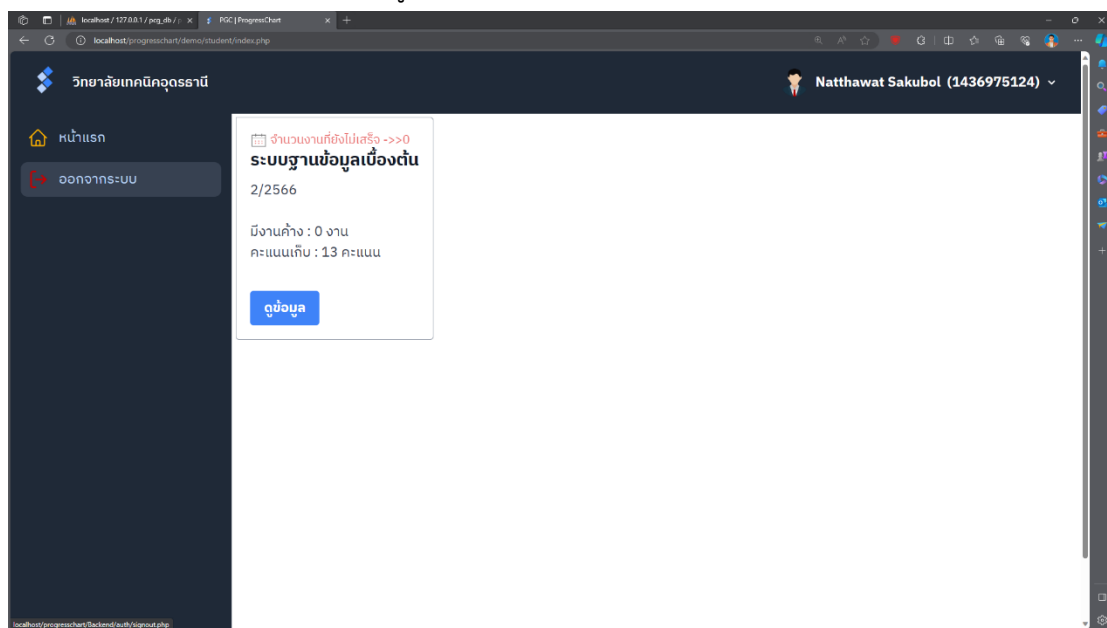 localhost / 127.0.0.1 / pcg_db / p
PGC | ProgressChart
localhost/progresschart/demo/student/index.php
วิทยาลัยเทคนิคอุดรธานี
Natthawat Sakubol (1436975124)
หน้าแรก
ออกจากระบบ
จำนวนงานที่ยังไม่เสร็จ ->>0
ระบบฐานข้อมูลเบื้องต้น
2/2566
มีงานค้าง : 0 งาน
คะแนนเก็บ : 13 คะแนน
ดูข้อมูล
localhost/progresschart/Backend/auth/signout.php